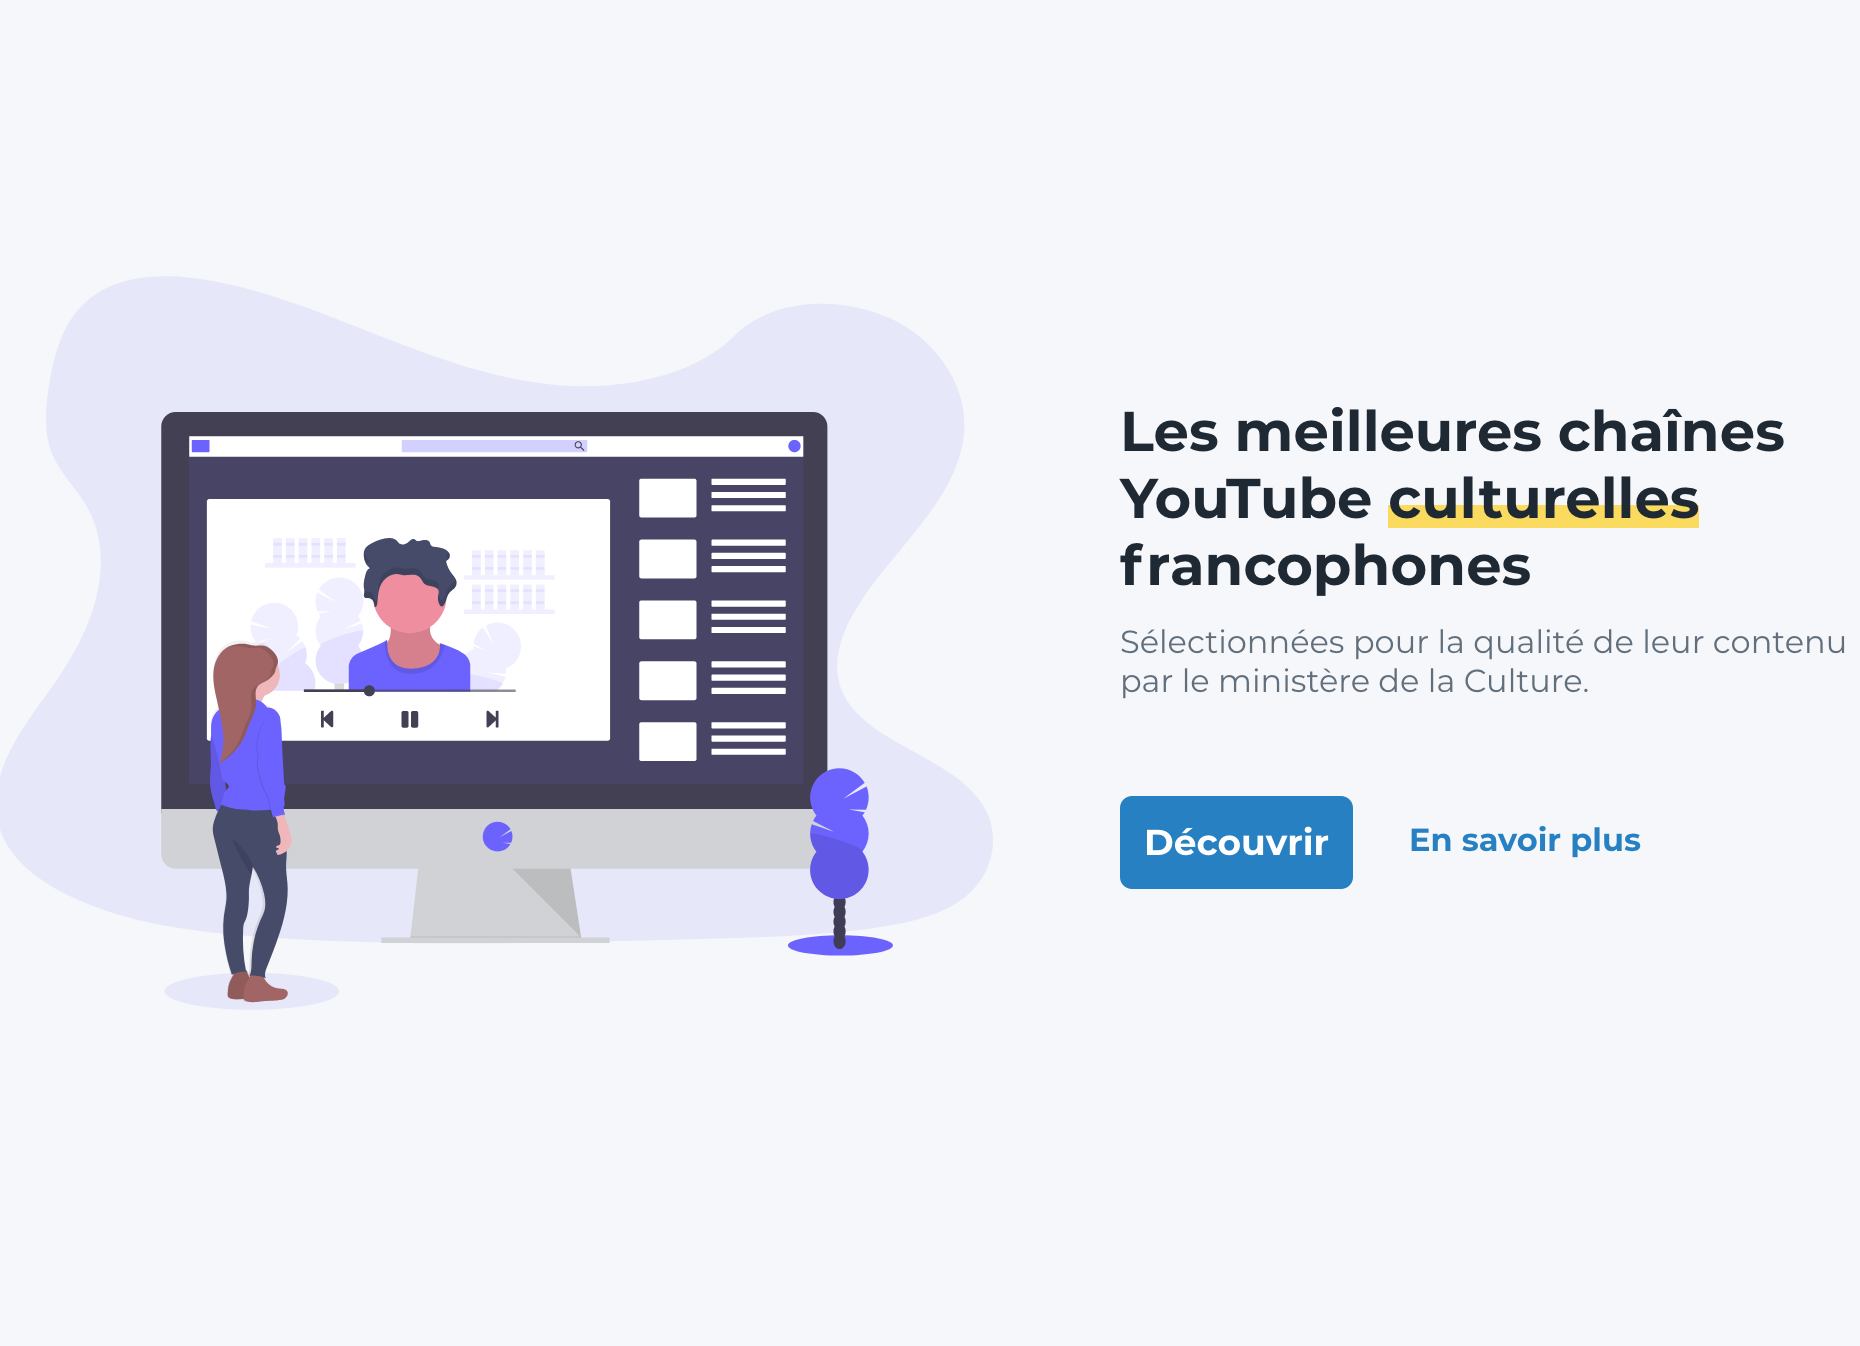 Les meilleures chaînes
YouTube culturelles
francophones
Sélectionnées pour la qualité de leur contenu
par le ministère de la Culture.
Découvrir
En savoir plus